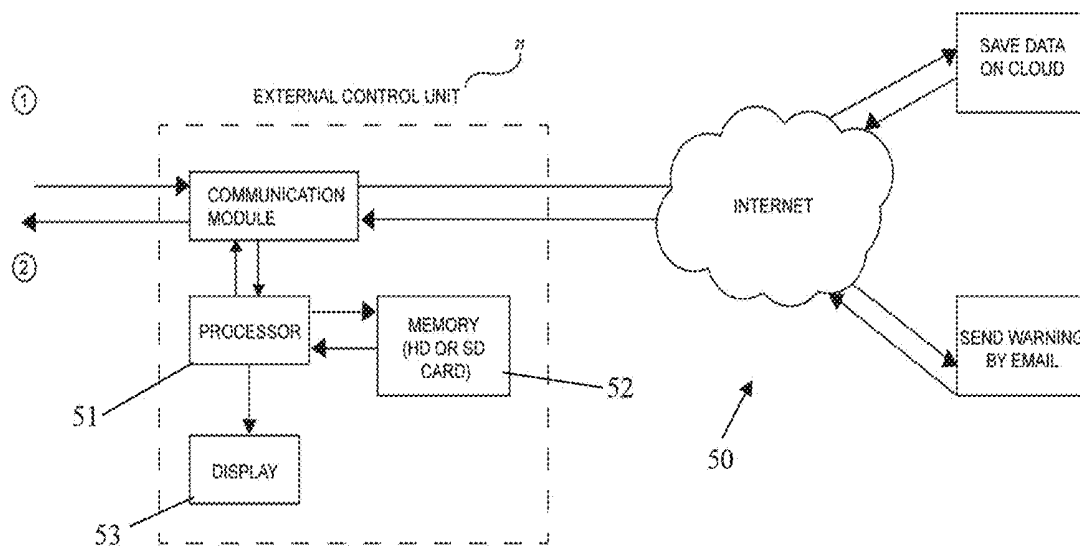 SAVE DATA
ON CLOUD
EXTERNAL CONTROL UNIT
1
COMMUNICATION
MODULE
INTERNET
2
PROCESSOR
MEMORY
(HD OR SD
CARD)
SEND WARNING
BY EMAIL
51
52
50
DISPLAY
53